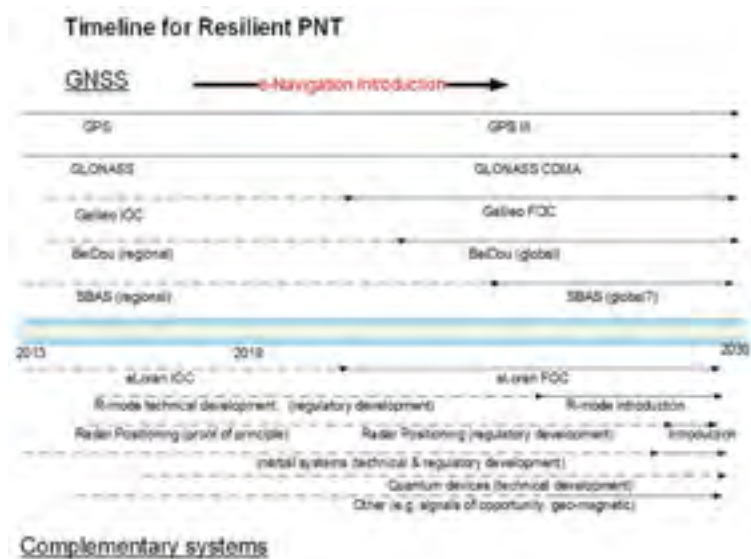 Timeline for Resilient PNT
GNSS
e-Navigation Introduction
GPS GPS III
GLONASS GLONASS CDMA
Galileo IOC Galileo FOC
BeiDou (regional) BeiDou (global)
SBAS (regional) SBAS (global?)
2013 2018 2030
eLoran IOC eLoran FOC
R-mode technical development (regulatory development) R-mode introduction
Radar Positioning (proof of principle) Radar Positioning (regulatory development) Introduction
Inertial systems (technical & regulatory development)
Quantum devices (technical development)
Other (e.g. signals of opportunity, geo-magnetic)
Complementary systems